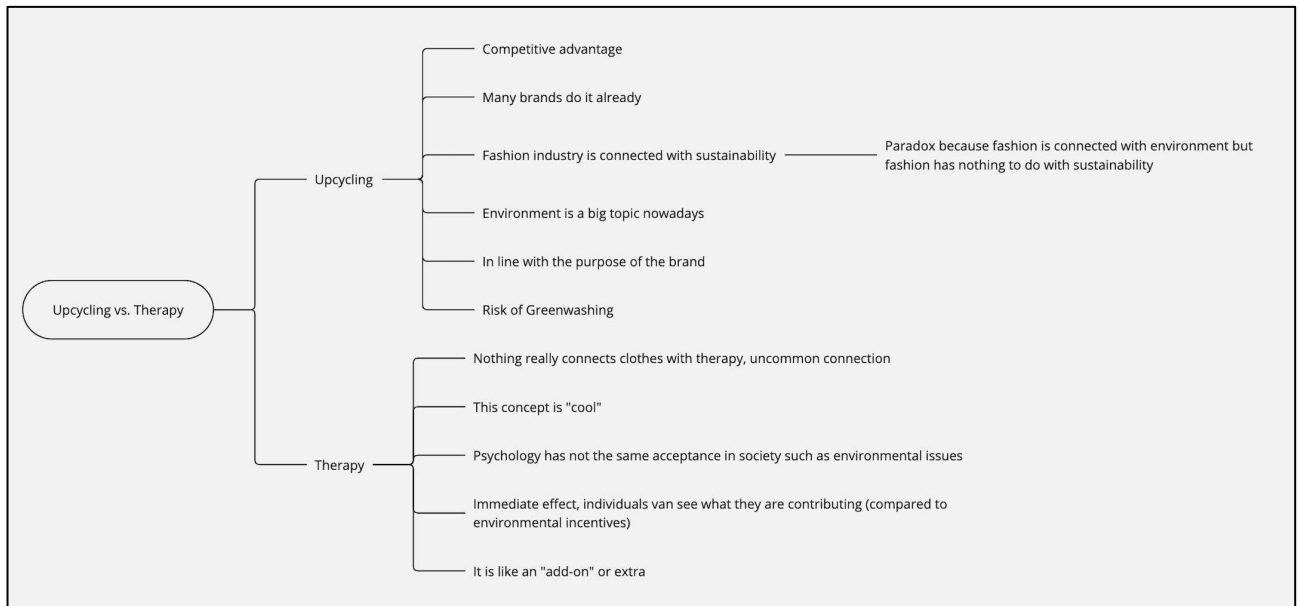 Competitive advantage
Many brands do it already
Fashion industry is connected with sustainability
Paradox because fashion is connected with environment but
fashion has nothing to do with sustainability
Upcycling
Environment is a big topic nowadays
In line with the purpose of the brand
Risk of Greenwashing
Upcycling vs. Therapy
Nothing really connects clothes with therapy, uncommon connection
This concept is "cool"
Psychology has not the same acceptance in society such as environmental issues
Therapy
Immediate effect, individuals van see what they are contributing (compared to
environmental incentives)
It is like an "add-on" or extra